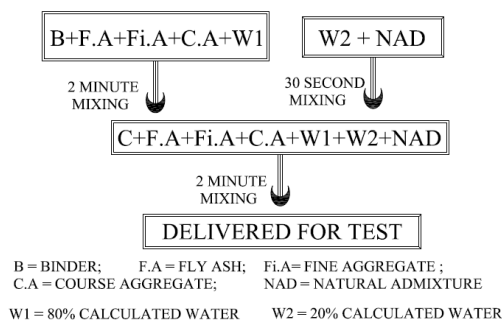 B+F.A+Fi.A+C.A+W1
W2 + NAD
2 MINUTE
MIXING
30 SECOND
MIXING
C+F.A+Fi.A+C.A+W1+W2+NAD
2 MINUTE
MIXING
DELIVERED FOR TEST
B = BINDER; F.A = FLY ASH; Fi.A= FINE AGGREGATE ;
C.A = COURSE AGGREGATE; NAD = NATURAL ADMIXTURE
W1 = 80% CALCULATED WATER W2 = 20% CALCULATED WATER